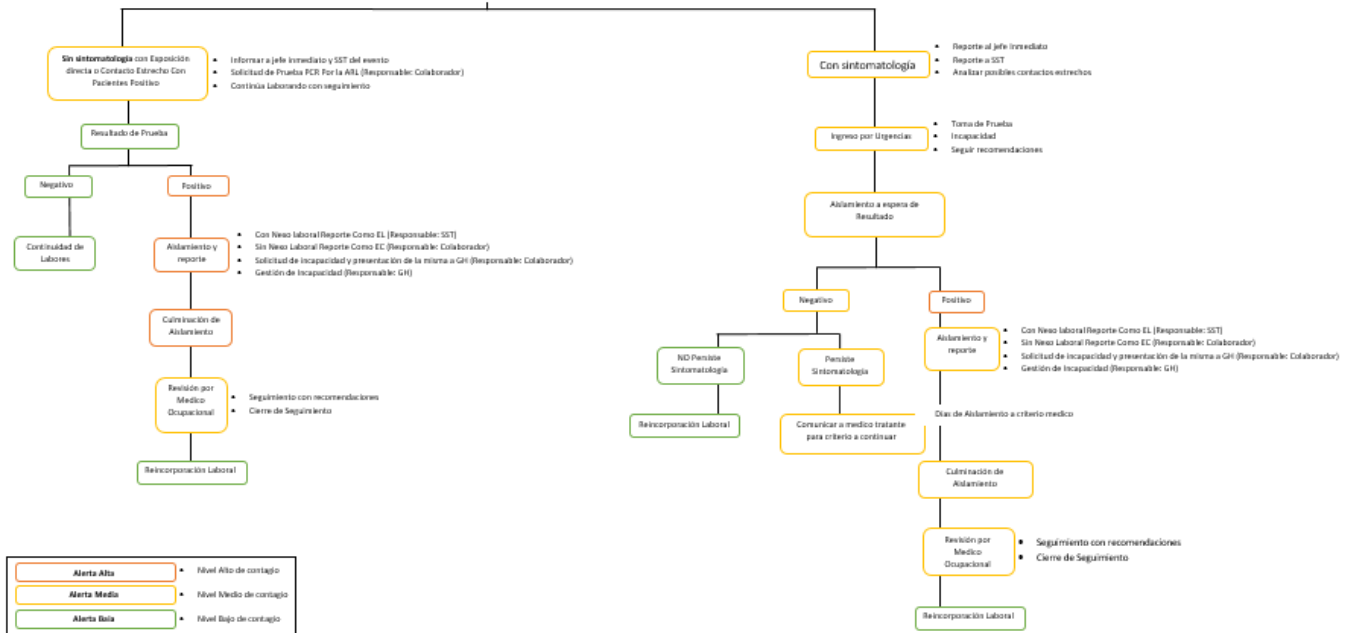 Sin sintomatología con Exposición
directa o Contacto Estrecho Con
Pacientes Positivo
• Informar a jefe inmediato y SST del evento
• Solicitud de Prueba PCR Por la ARL (Responsable: Colaborador)
• Continúa Laborando con seguimiento
Resultado de Prueba
Negativo
Positivo
Continuidad de
Labores
Aislamiento y
reporte
• Con Nexo laboral Reporte Como EL (Responsable: SST)
• Sin Nexo Laboral Reporte Como EC (Responsable: Colaborador)
• Solicitud de incapacidad y presentación de la misma a GH (Responsable: Colaborador)
• Gestión de Incapacidad (Responsable: GH)
Culminación de
Aislamiento
Revisión por
Medico
Ocupacional
• Seguimiento con recomendaciones
• Cierre de Seguimiento
Reincorporación Laboral
Con sintomatología
• Reporte al jefe inmediato
• Reporte a SST
• Analizar posibles contactos estrechos
Ingreso por Urgencias
• Toma de Prueba
• Incapacidad
• Seguir recomendaciones
Aislamiento a espera de
Resultado
Negativo
Positivo
NO Persiste
Sintomatología
Persiste
Sintomatología
Reincorporación Laboral
Comunicar a medico tratante
para criterio a continuar
Aislamiento y
reporte
• Con Nexo laboral Reporte Como EL (Responsable: SST)
• Sin Nexo Laboral Reporte Como EC (Responsable: Colaborador)
• Solicitud de incapacidad y presentación de la misma a GH (Responsable: Colaborador)
• Gestión de Incapacidad (Responsable: GH)
Dias de Aislamiento a criterio medico
Culminación de
Aislamiento
Revisión por
Medico
Ocupacional
• Seguimiento con recomendaciones
• Cierre de Seguimiento
Reincorporación Laboral
Alerta Alta • Nivel Alto de contagio
Alerta Media • Nivel Medio de contagio
Alerta Baja • Nivel Bajo de contagio